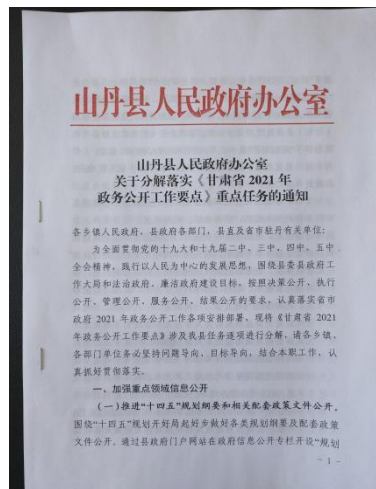 山丹县人民政府办公室
山丹县人民政府办公室
关于分解落实《甘肃省 2021 年
政务公开工作要点》重点任务的通知
各乡镇人民政府，县政府各部门，县直及省市驻丹有关单位：
为全面贯彻党的十九大和十九届二中、三中、四中、五中
全会精神，践行以人民为中心的发展思想，围绕县委县政府工
作大局和法治政府、廉洁政府建设目标，按照决策公开、执行
公开、管理公开、服务公开、结果公开的要求，认真落实省市
政府 2021 年政务公开工作各项安排部署，现将《甘肃省 2021
年政务公开工作要点》涉及我县任务逐项进行分解，请各乡镇、
各部门单位务必坚持问题导向、目标导向，结合本职工作，认
真抓好贯彻落实。
一、加强重点领域信息公开
（一）推进“十四五”规划纲要和相关配套政策文件公开。
围绕“十四五”规划开好局起好步做好各类规划纲要及配套政策
文件公开。通过县政府门户网站在政府信息公开专栏开设“规划
- 1 -